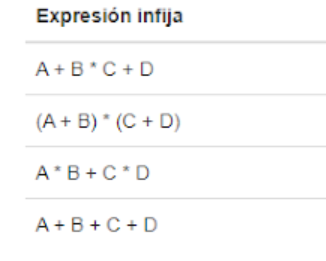 Expresión infija
A + B * C + D
(A + B) * (C + D)
A * B + C * D
A + B + C + D